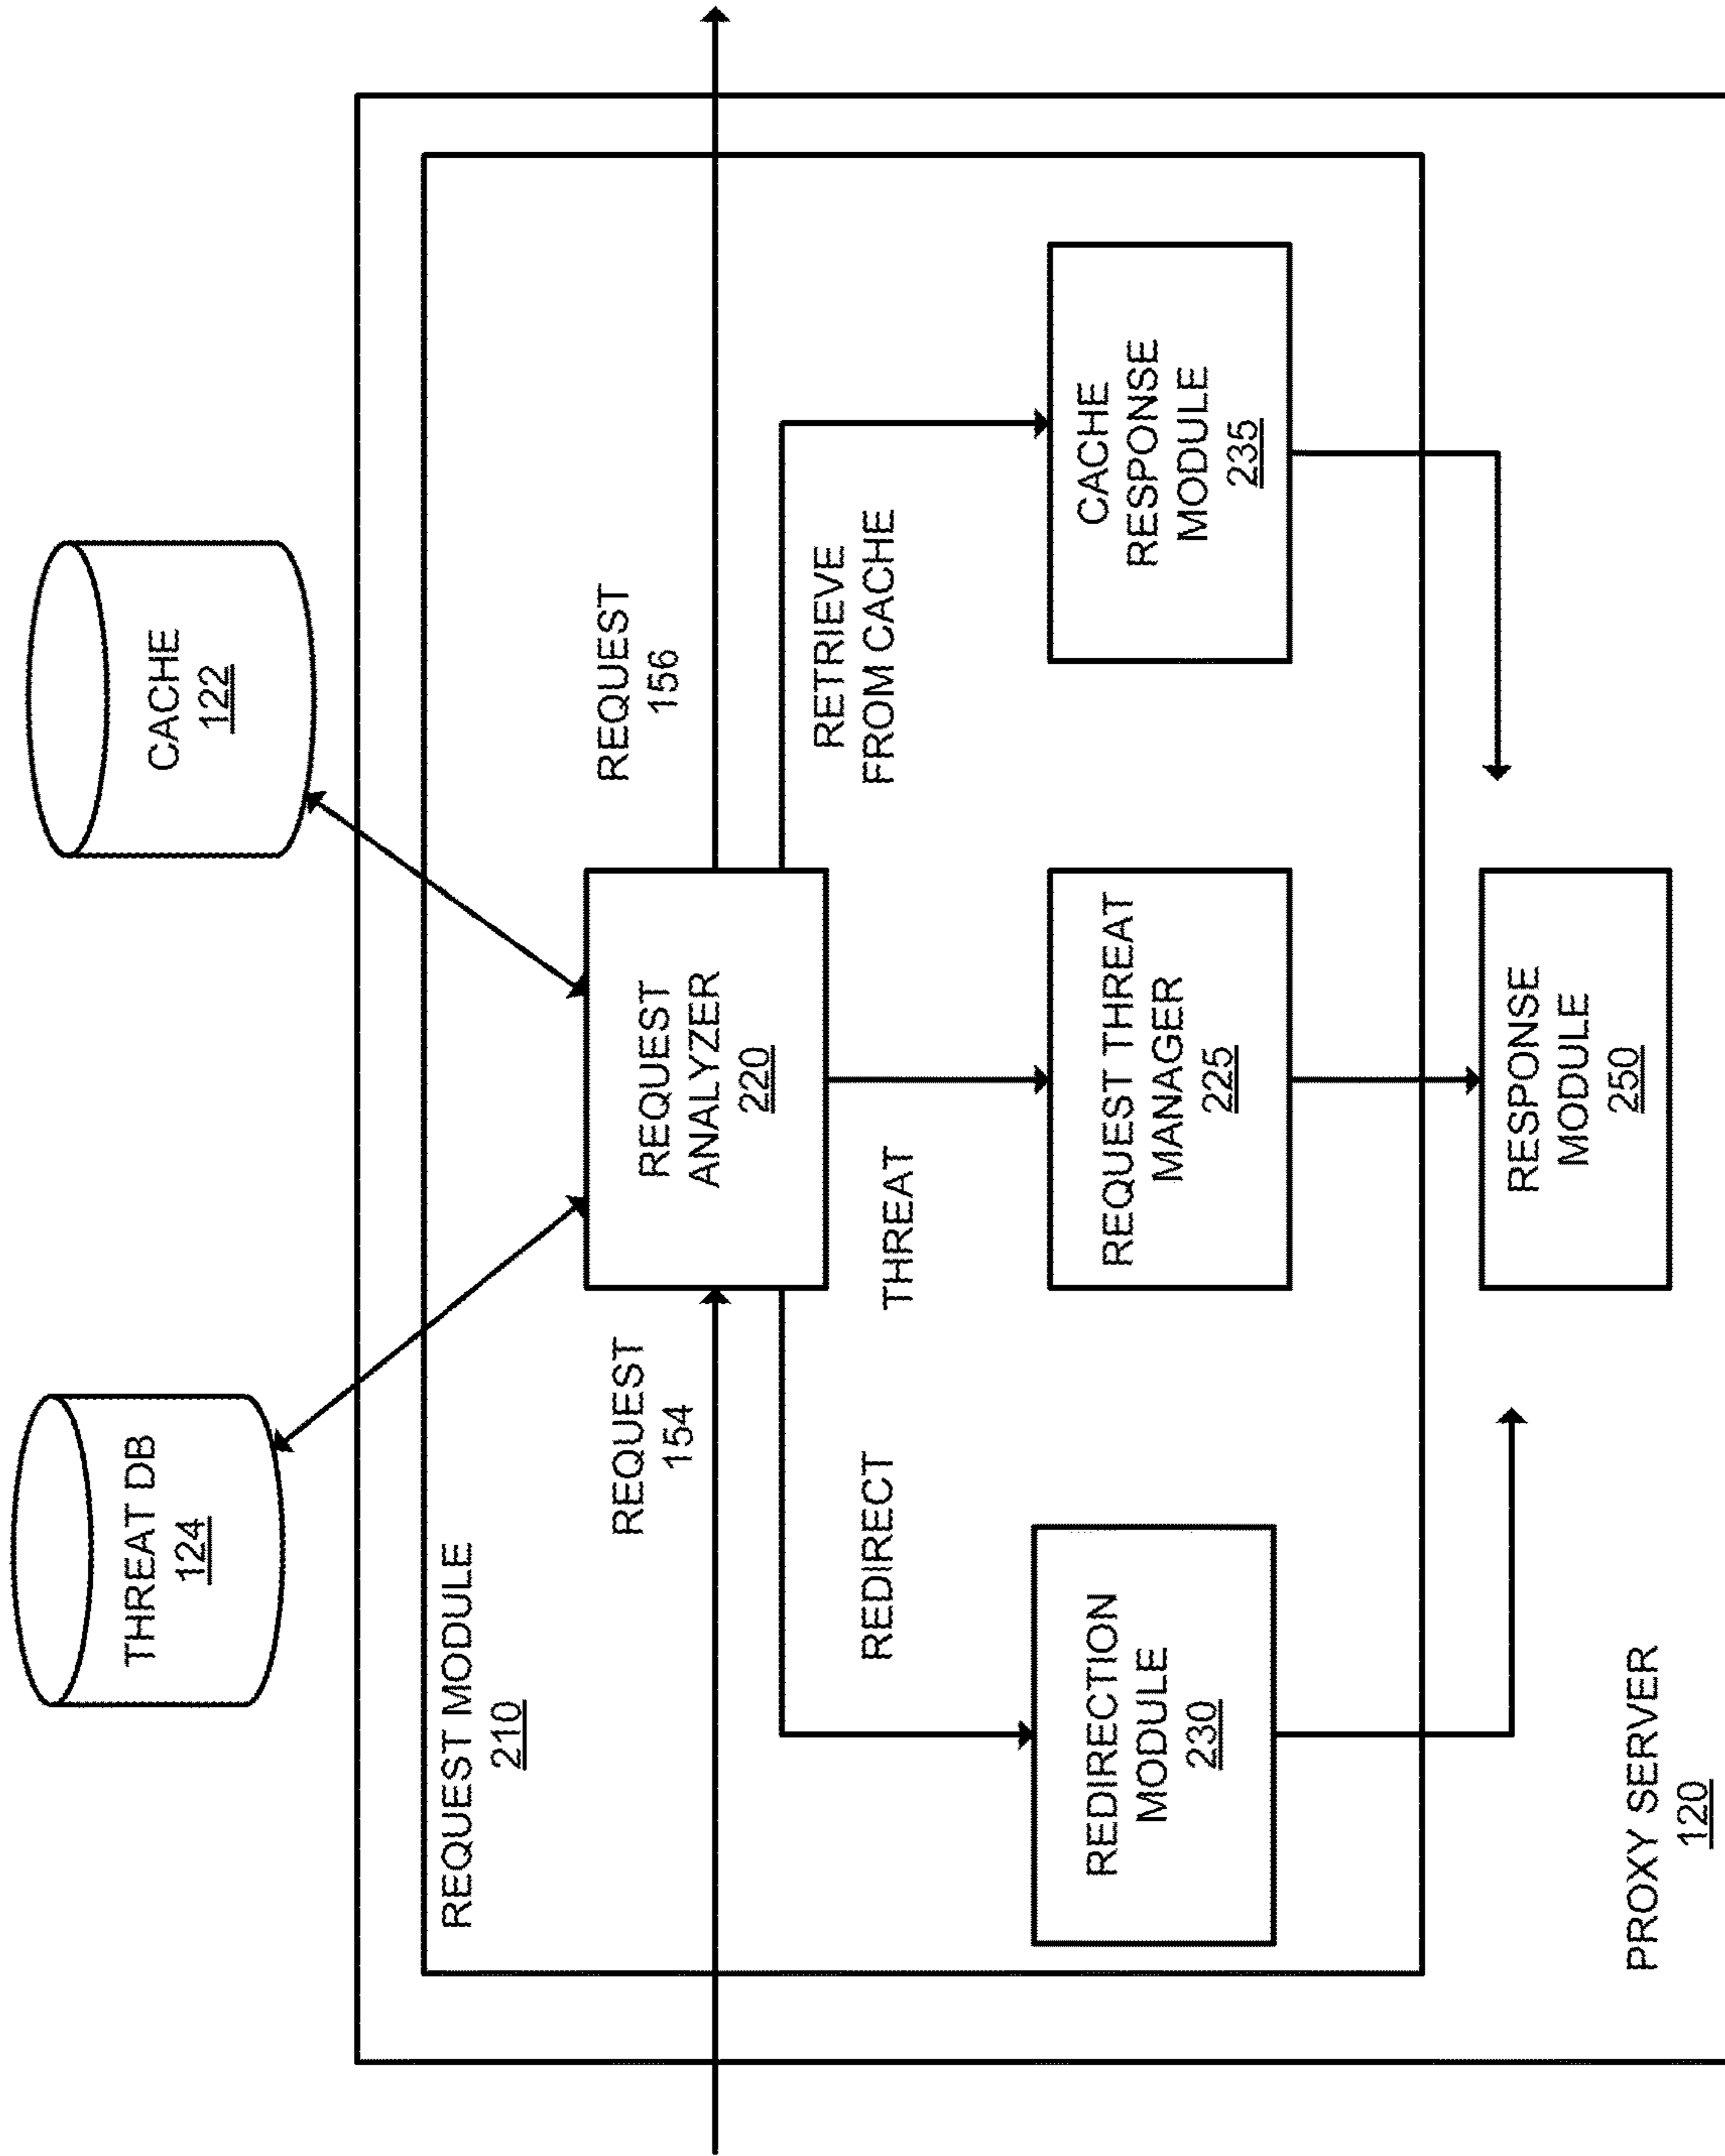 THREAT DB
124
CACHE
122
REQUEST MODULE
210
REQUEST
154
REQUEST
ANALYZER
220
REQUEST
156
REDIRECT
THREAT
RETRIEVE
FROM CACHE
REDIRECTION
MODULE
230
REQUEST THREAT
MANAGER
225
CACHE
RESPONSE
MODULE
235
RESPONSE
MODULE
250
PROXY SERVER
120